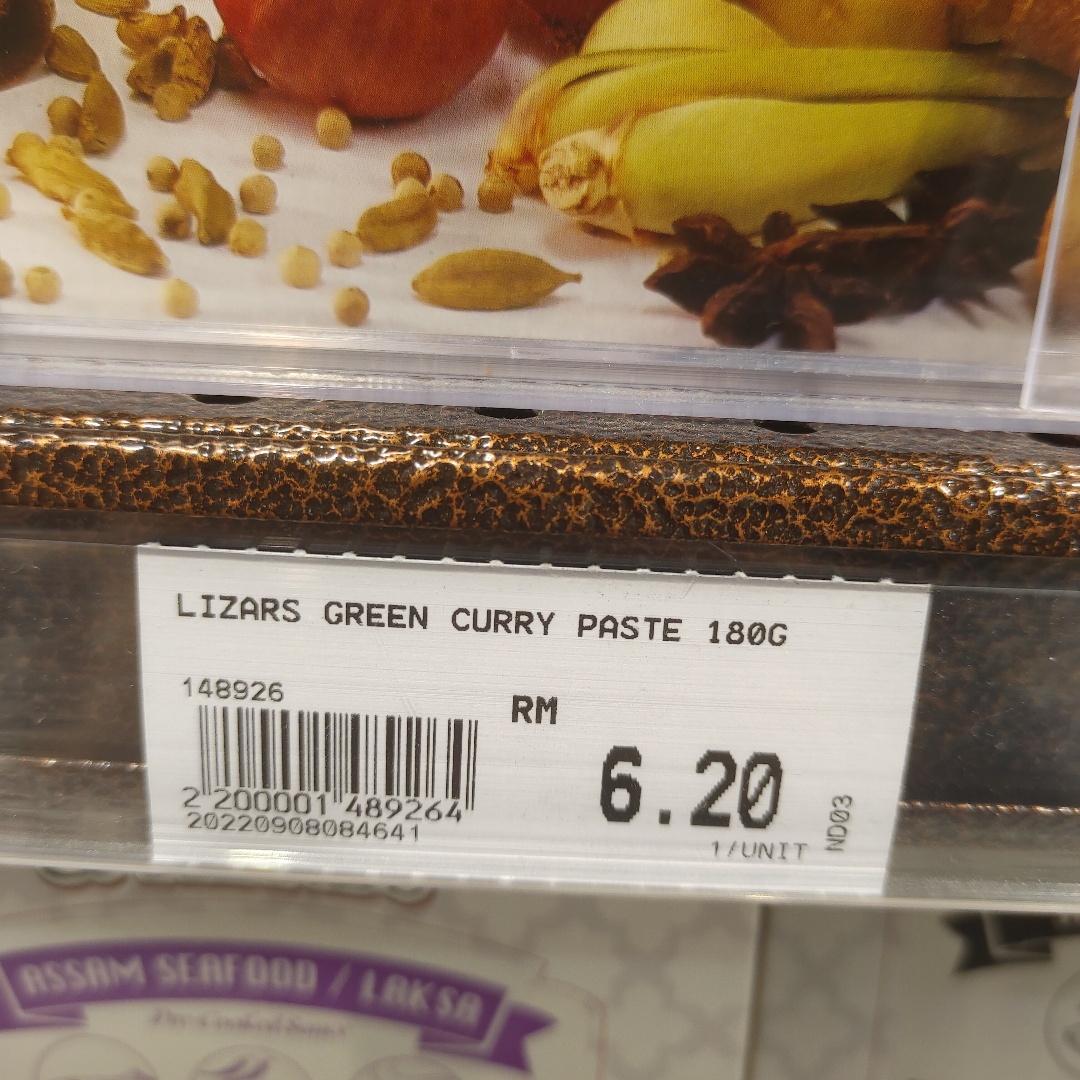 LIZARS GREEN CURRY PASTE 180G
148926
RM
6.20
2 200001 489264
20220908084641
1/UNIT
ND03
ASSAM SEAFOOD / LAKSA